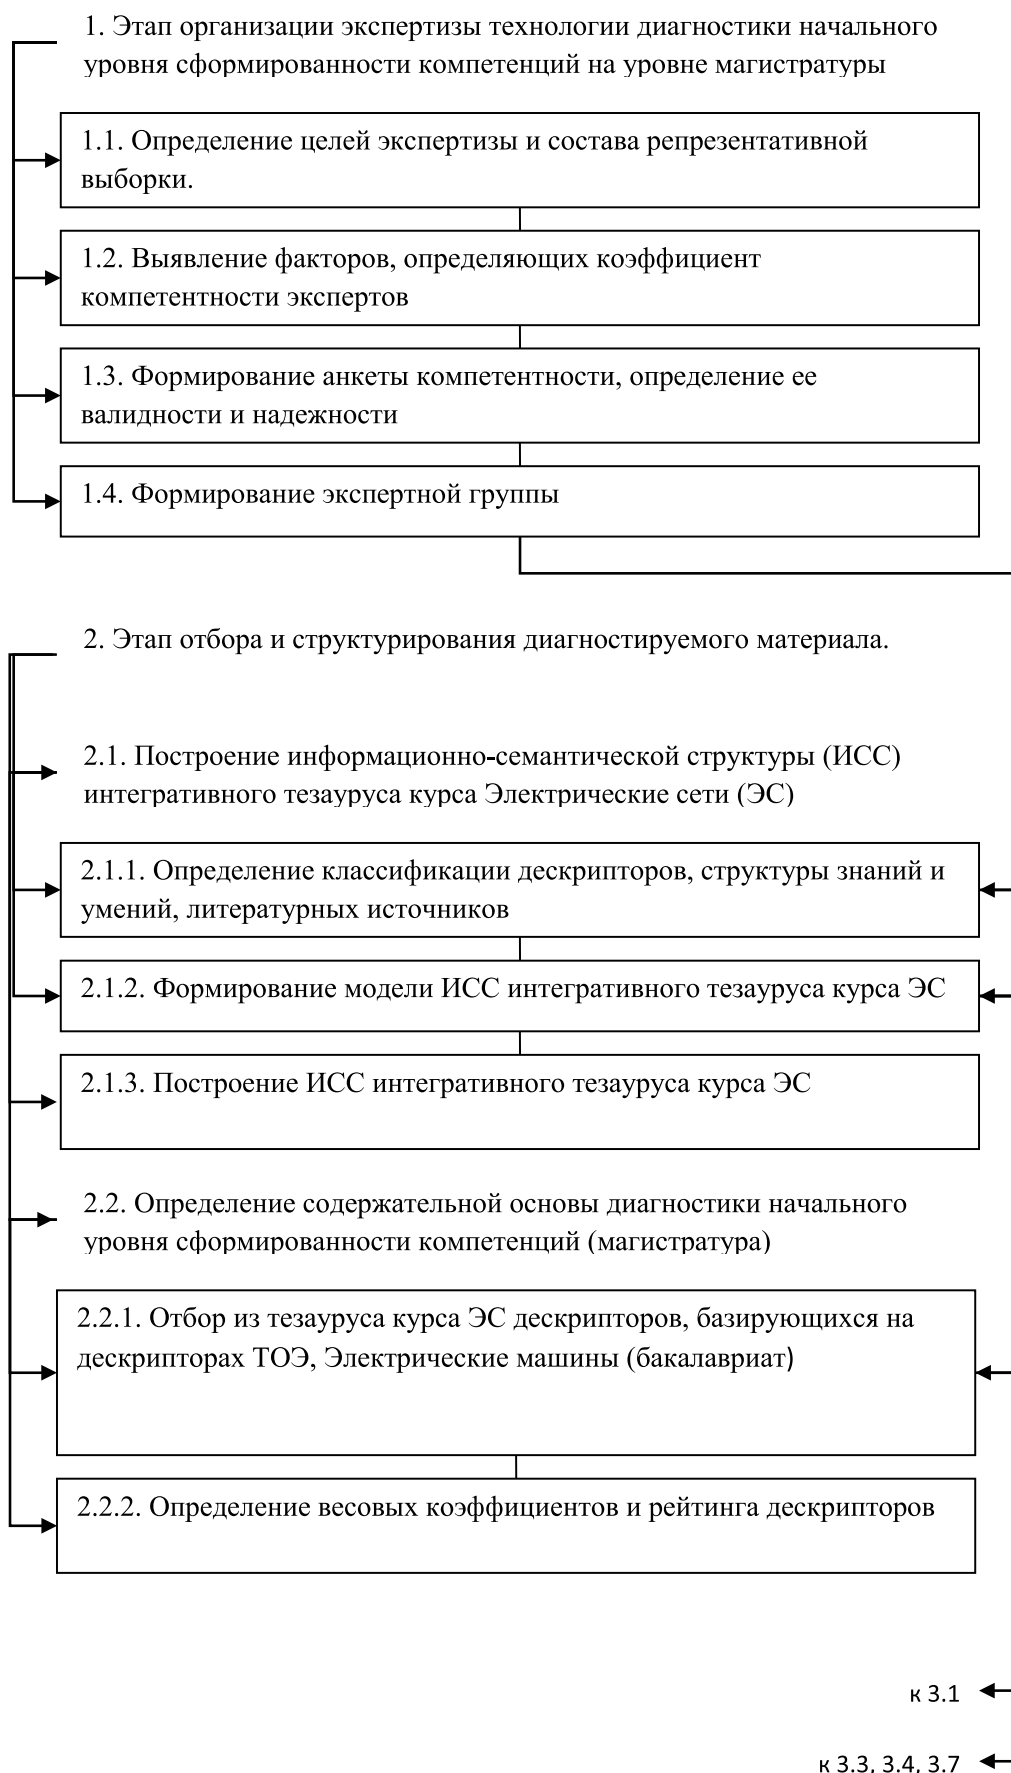 1. Этап организации экспертизы технологии диагностики начального
уровня сформированности компетенций на уровне магистратуры
1.1. Определение целей экспертизы и состава репрезентативной
выборки.
1.2. Выявление факторов, определяющих коэффициент
компетентности экспертов
1.3. Формирование анкеты компетентности, определение ее
валидности и надежности
1.4. Формирование экспертной группы
2. Этап отбора и структурирования диагностируемого материала.
2.1. Построение информационно-семантической структуры (ИСС)
интегративного тезауруса курса Электрические сети (ЭС)
2.1.1. Определение классификации дескрипторов, структуры знаний и
умений, литературных источников
2.1.2. Формирование модели ИСС интегративного тезауруса курса ЭС
2.1.3. Построение ИСС интегративного тезауруса курса ЭС
2.2. Определение содержательной основы диагностики начального
уровня сформированности компетенций (магистратура)
2.2.1. Отбор из тезауруса курса ЭС дескрипторов, базирующихся на
дескрипторах ТОЭ, Электрические машины (бакалавриат)
2.2.2. Определение весовых коэффициентов и рейтинга дескрипторов
к 3.1
к 3.3, 3.4, 3.7